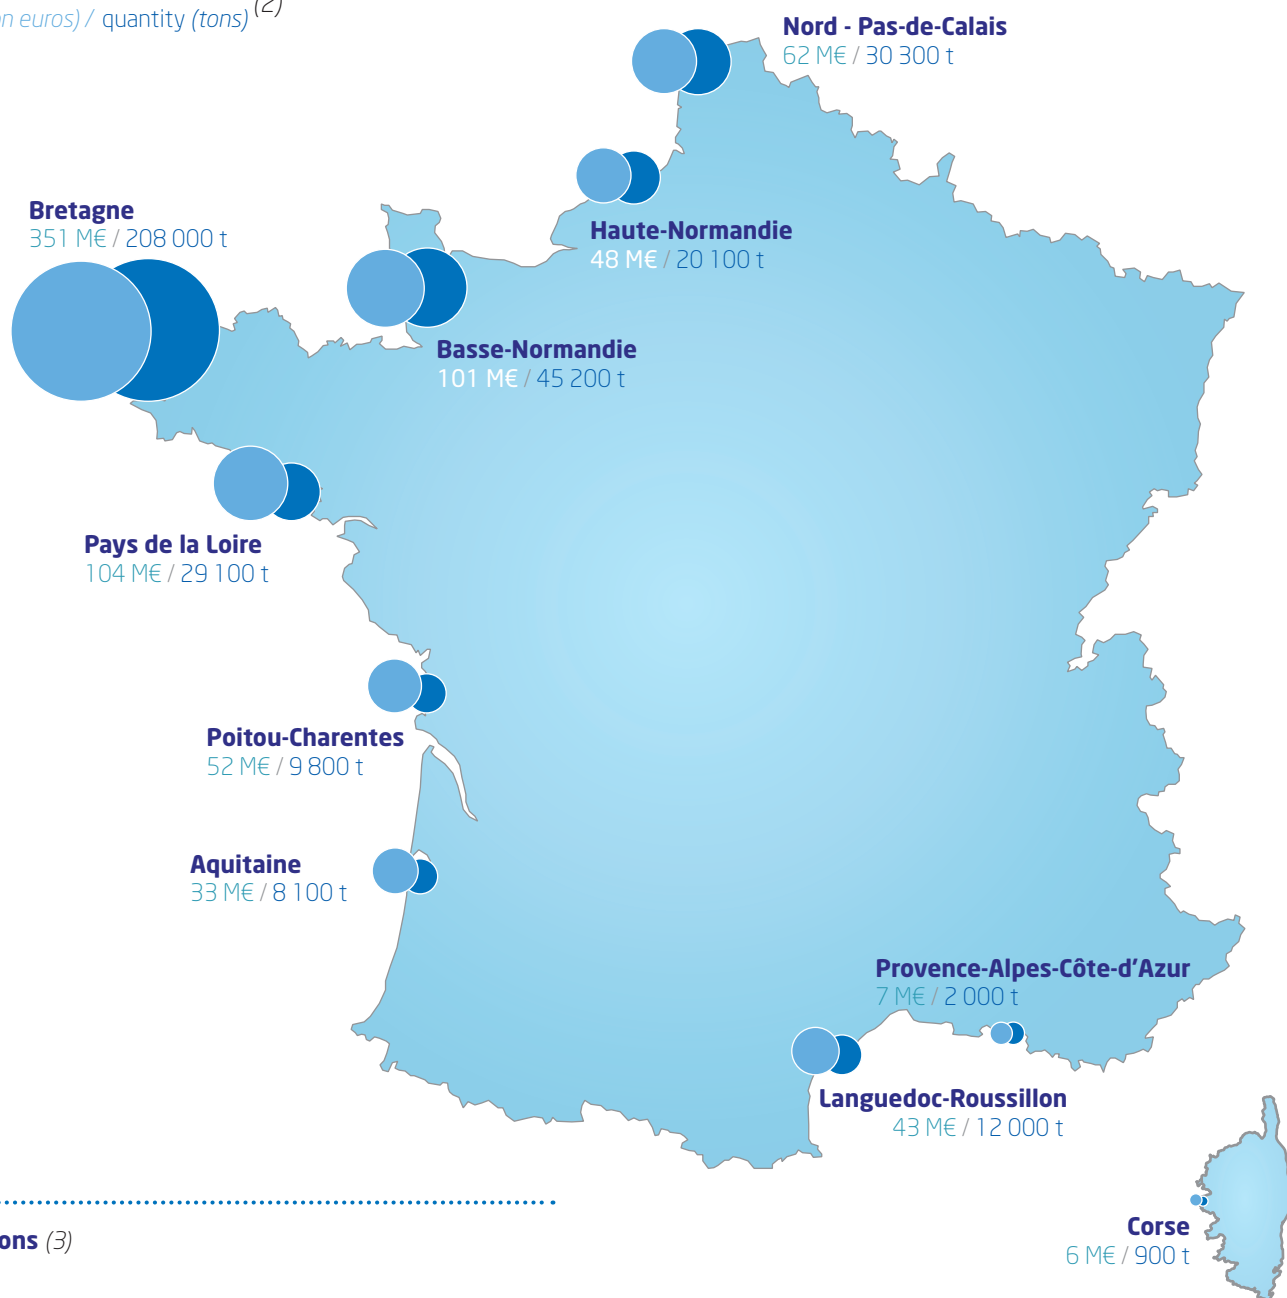 on euros) / quantity (tons) (2)
Nord - Pas-de-Calais
62 M€ / 30 300 t
Bretagne
351 M€ / 208 000 t
Haute-Normandie
48 M€ / 20 100 t
Basse-Normandie
101 M€ / 45 200 t
Pays de la Loire
104 M€ / 29 100 t
Poitou-Charentes
52 M€ / 9 800 t
Aquitaine
33 M€ / 8 100 t
Provence-Alpes-Côte-d'Azur
7 M€ / 2 000 t
Languedoc-Roussillon
43 M€ / 12 000 t
Corse
6 M€ / 900 t
ons (3)